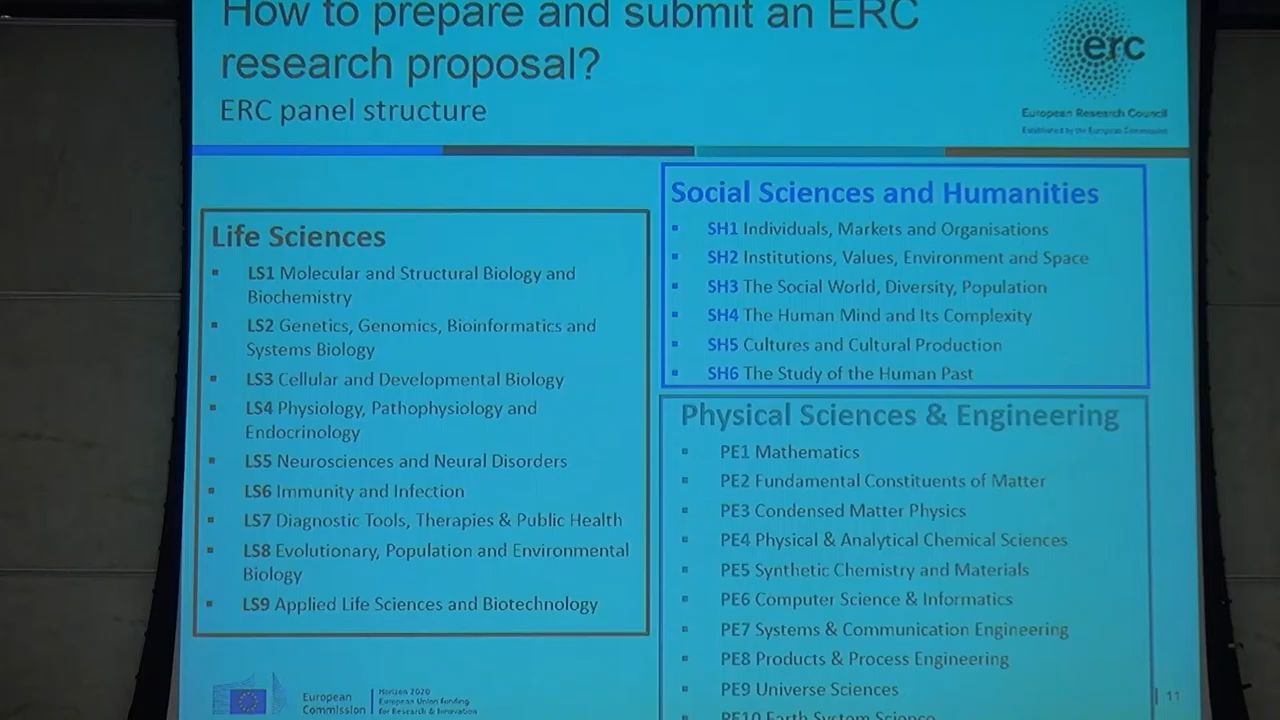 How to prepare and submit an ERC
research proposal?
ERC panel structure
erc
European Research Council
Established by the European Commission
Life Sciences
▪ LS1 Molecular and Structural Biology and
Biochemistry
▪ LS2 Genetics, Genomics, Bioinformatics and
Systems Biology
▪ LS3 Cellular and Developmental Biology
▪ LS4 Physiology, Pathophysiology and
Endocrinology
▪ LS5 Neurosciences and Neural Disorders
▪ LS6 Immunity and Infection
▪ LS7 Diagnostic Tools, Therapies & Public Health
▪ LS8 Evolutionary, Population and Environmental
Biology
▪ LS9 Applied Life Sciences and Biotechnology
Social Sciences and Humanities
▪ SH1 Individuals, Markets and Organisations
▪ SH2 Institutions, Values, Environment and Space
▪ SH3 The Social World, Diversity, Population
▪ SH4 The Human Mind and Its Complexity
▪ SH5 Cultures and Cultural Production
▪ SH6 The Study of the Human Past
Physical Sciences & Engineering
▪ PE1 Mathematics
▪ PE2 Fundamental Constituents of Matter
▪ PE3 Condensed Matter Physics
▪ PE4 Physical & Analytical Chemical Sciences
▪ PE5 Synthetic Chemistry and Materials
▪ PE6 Computer Science & Informatics
▪ PE7 Systems & Communication Engineering
▪ PE8 Products & Process Engineering
▪ PE9 Universe Sciences
▪ PE10 Earth System Science
European
Commission
Horizon 2020
European Union funding
for Research & Innovation
11